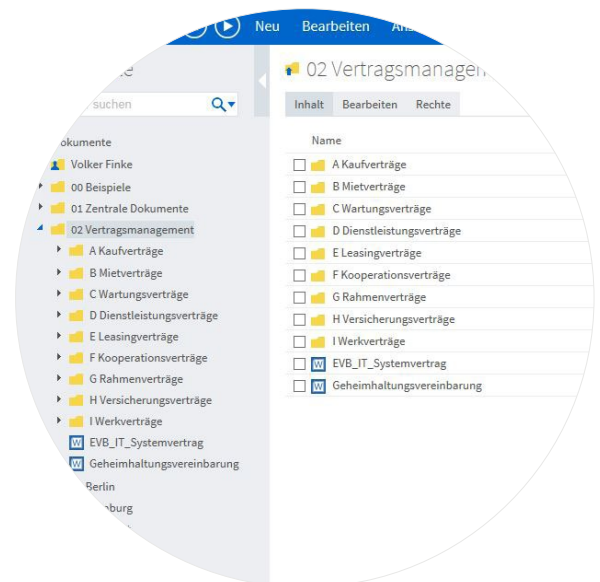 Neu Bearbeiten
suchen
Dokumente
Volker Finke
00 Beispiele
01 Zentrale Dokumente
02 Vertragsmanagement
A Kaufverträge
B Mietverträge
C Wartungsverträge
D Dienstleistungsverträge
E Leasingverträge
F Kooperationsverträge
G Rahmenverträge
H Versicherungsverträge
I Werkverträge
EVB_IT_Systemvertrag
Geheimhaltungsvereinbarung
Berlin
02 Vertragsmanagem
Inhalt Bearbeiten Rechte
Name
A Kaufverträge
B Mietverträge
C Wartungsverträge
D Dienstleistungsverträge
E Leasingverträge
F Kooperationsverträge
G Rahmenverträge
H Versicherungsverträge
I Werkverträge
EVB_IT_Systemvertrag
Geheimhaltungsvereinbarung